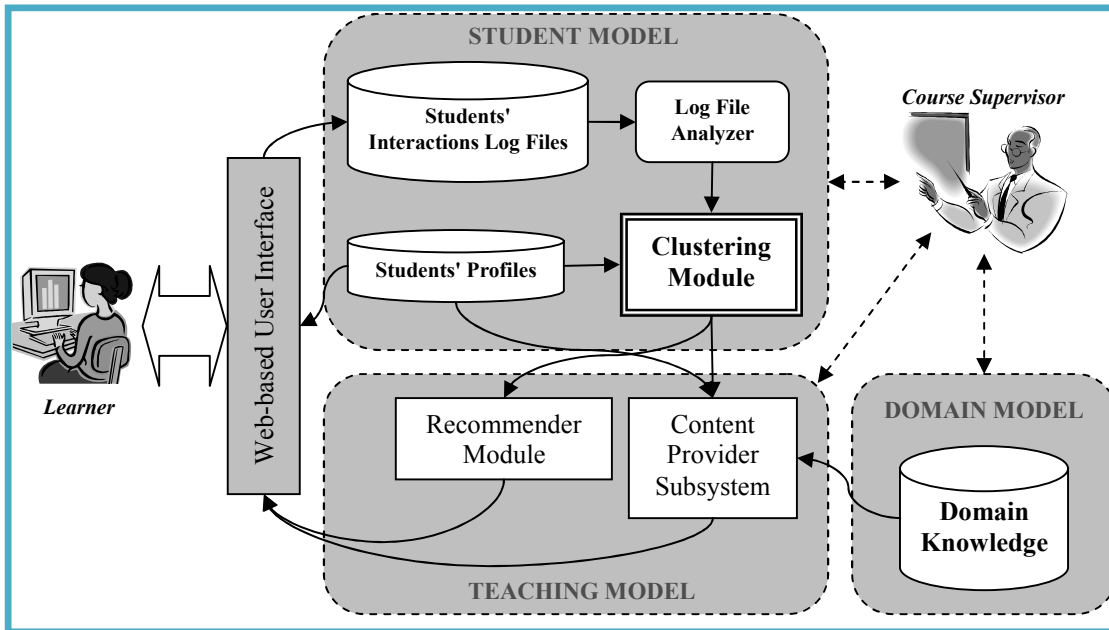 STUDENT MODEL
Students'
Interactions Log Files
Log File
Analyzer
Course Supervisor
Web-based User Interface
Students' Profiles
Clustering
Module
Learner
Recommender
Module
Content
Provider
Subsystem
DOMAIN MODEL
Domain
Knowledge
TEACHING MODEL